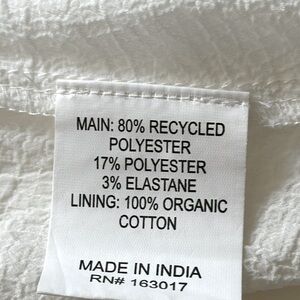 MAIN: 80% RECYCLED
POLYESTER
17% POLYESTER
3% ELASTANE
LINING: 100% ORGANIC
COTTON
MADE IN INDIA
RN# 163017